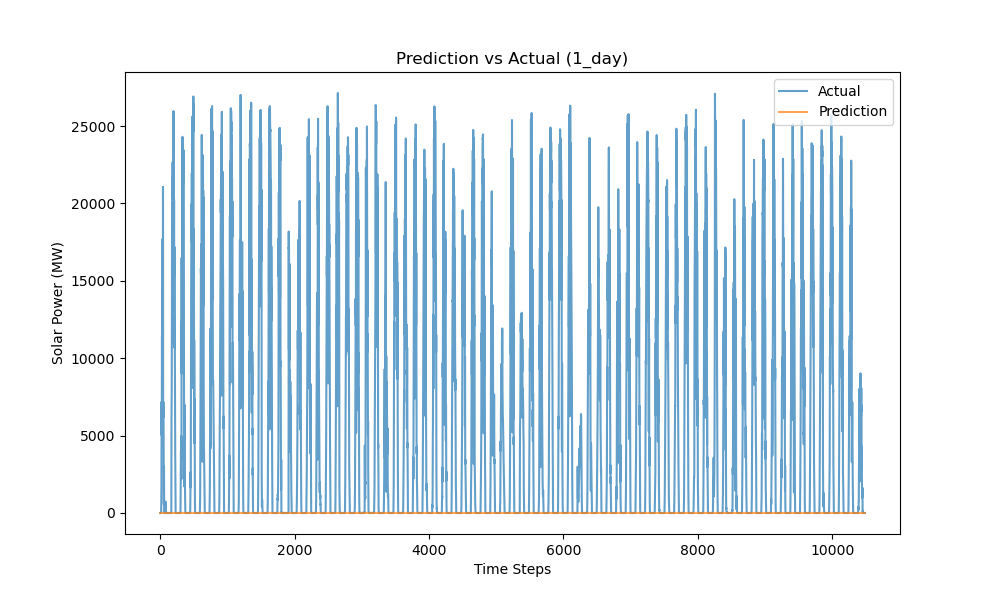 Prediction vs Actual (1_day)
Actual
Prediction
Solar Power (MW)
25000
20000
15000
10000
5000
0
0 2000 4000 6000 8000 10000
Time Steps